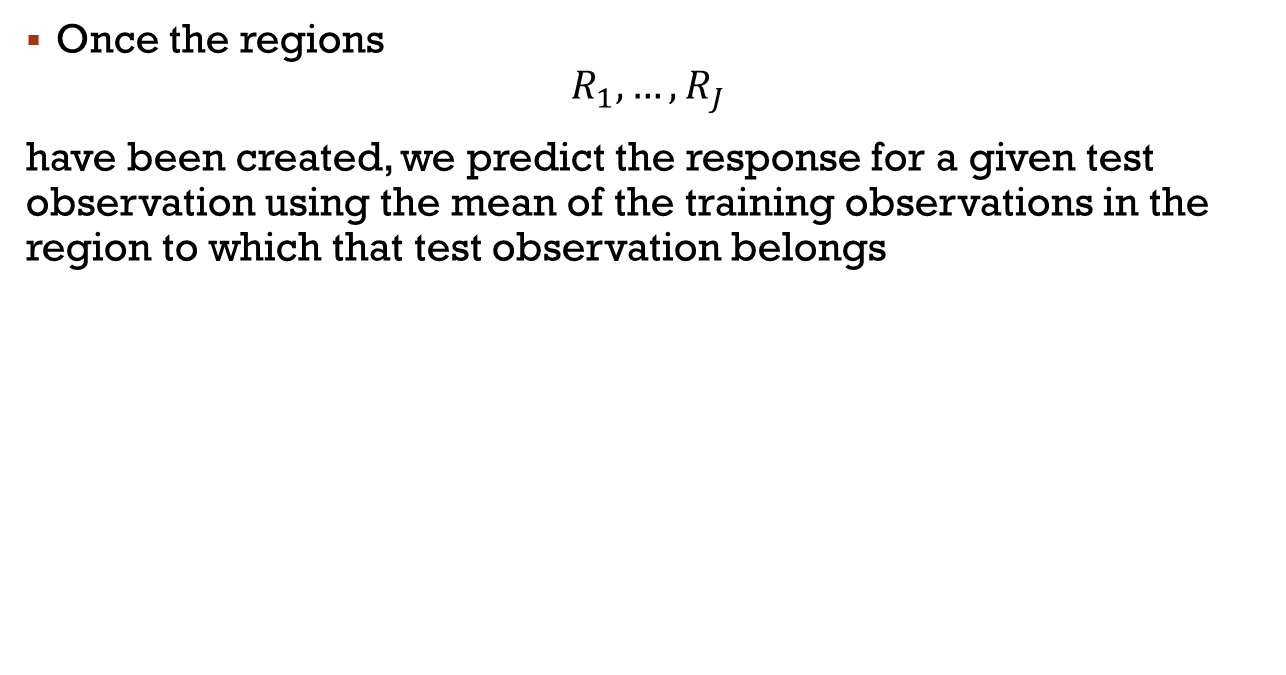 ▪ Once the regions
𝑅₁, … , 𝑅_𝐽
have been created, we predict the response for a given test
observation using the mean of the training observations in the
region to which that test observation belongs